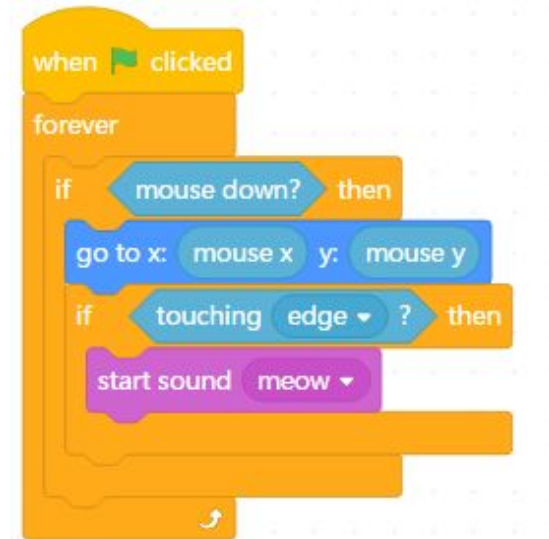 when clicked
forever
if mouse down? then
go to x: mouse x y: mouse y
if touching edge ? then
start sound meow